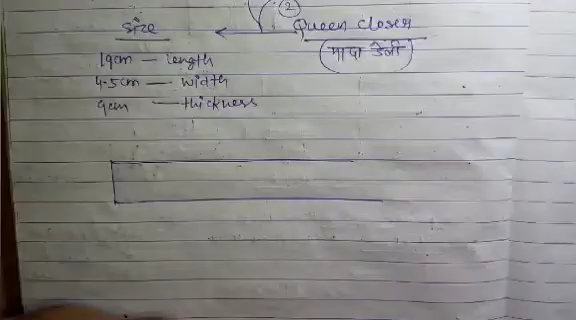 ②
Size ← Queen closer
(मादा डेली)
19cm — length
4.5cm — width
9cm — thickness